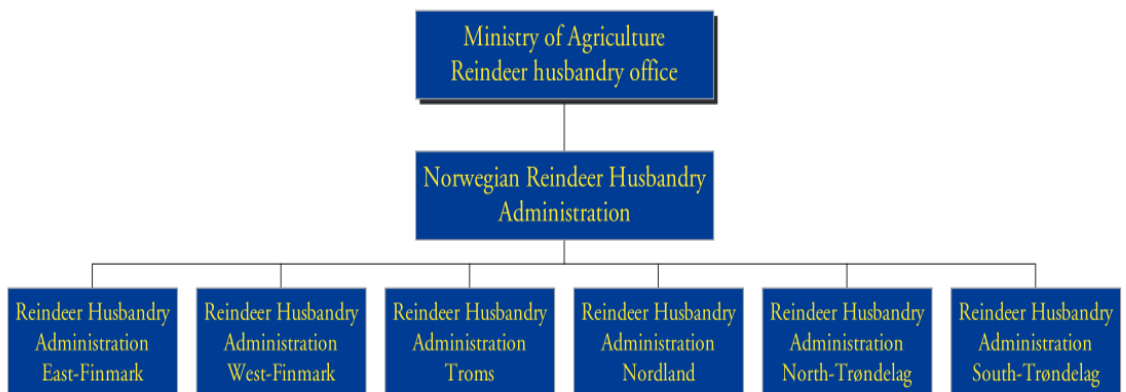 Ministry of Agriculture
Reindeer husbandry office
Norwegian Reindeer Husbandry
Administration
Reindeer Husbandry
Administration
East-Finmark
Reindeer Husbandry
Administration
West-Finmark
Reindeer Husbandry
Administration
Troms
Reindeer Husbandry
Administration
Nordland
Reindeer Husbandry
Administration
North-Trøndelag
Reindeer Husbandry
Administration
South-Trøndelag